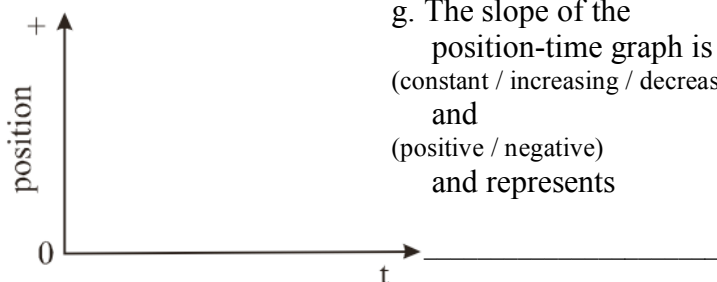 +
position
0
t
g. The slope of the
position-time graph is
(constant / increasing / decreas
and
(positive / negative)
and represents